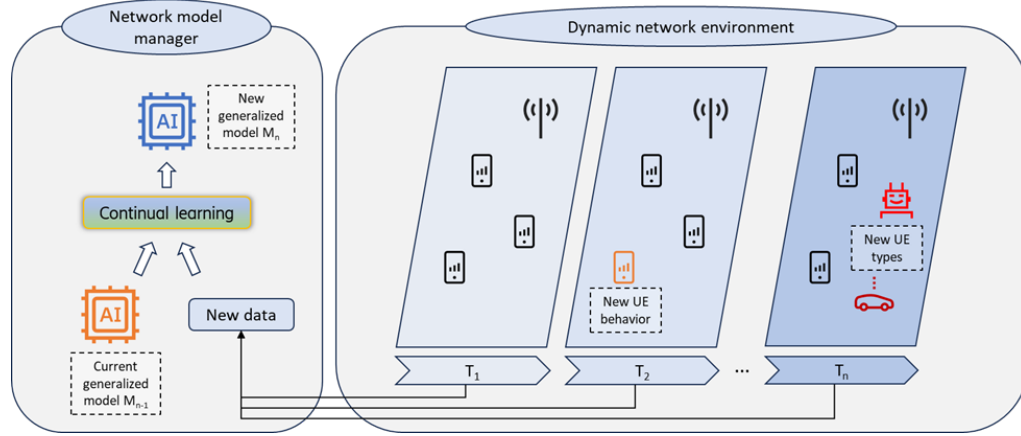 Network model
manager
AI
New
generalized
model Mₙ
Continual learning
AI
New data
Current
generalized
model Mₙ₋₁
Dynamic network environment
New UE
behavior
New UE
types
T₁
T₂
...
Tₙ